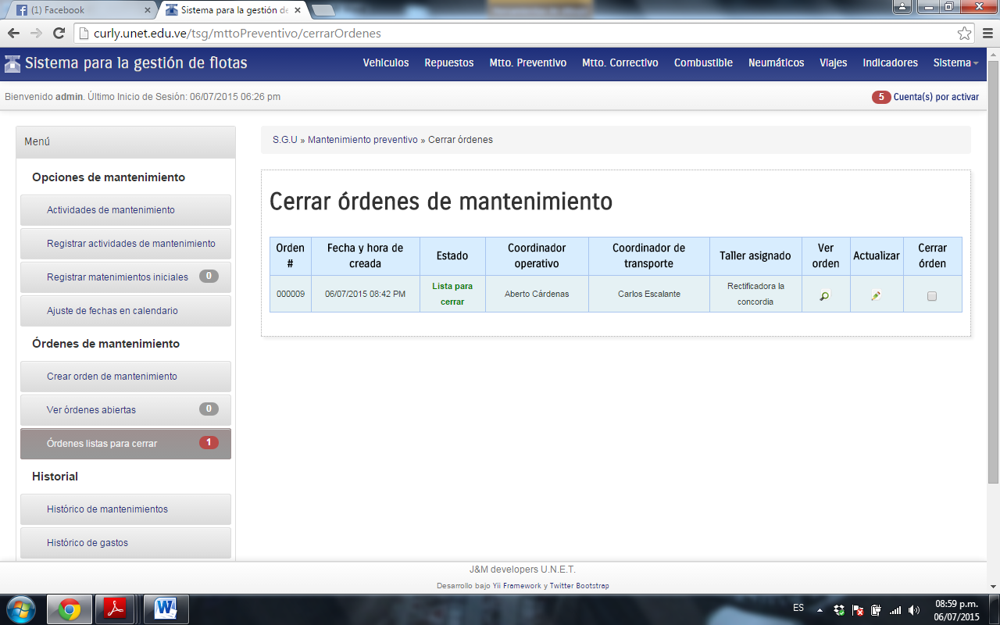 (1) Facebook
Sistema para la gestión de
curly.unet.edu.ve/tsg/mttoPreventivo/cerrarOrdenes
Sistema para la gestión de flotas
Vehiculos Repuestos Mtto. Preventivo Mtto. Correctivo Combustible Neumáticos Viajes Indicadores Sistema
Bienvenido admin. Último Inicio de Sesión: 06/07/2015 06:26 pm
5 Cuenta(s) por activar
Menú
Opciones de mantenimiento
Actividades de mantenimiento
Registrar actividades de mantenimiento
Registrar matenimientos iniciales 0
Ajuste de fechas en calendario
Órdenes de mantenimiento
Crear orden de mantenimiento
Ver órdenes abiertas 0
Órdenes listas para cerrar 1
Historial
Histórico de mantenimientos
Histórico de gastos
S.G.U » Mantenimiento preventivo » Cerrar órdenes
Cerrar órdenes de mantenimiento
Orden #
Fecha y hora de creada
Estado
Coordinador operativo
Coordinador de transporte
Taller asignado
Ver orden
Actualizar
Cerrar órden
000009
06/07/2015 08:42 PM
Lista para cerrar
Aberto Cárdenas
Carlos Escalante
Rectificadora la concordia
J&M developers U.N.E.T.
Desarrollo bajo Yii Framework y Twitter Bootstrap
ES
08:59 p.m.
06/07/2015